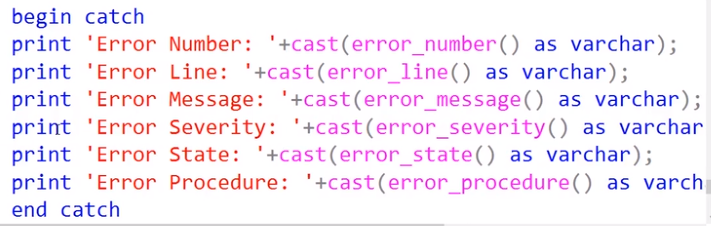 begin catch
print 'Error Number: '+cast(error_number() as varchar);
print 'Error Line: '+cast(error_line() as varchar);
print 'Error Message: '+cast(error_message() as varchar);
print 'Error Severity: '+cast(error_severity() as varchar
print 'Error State: '+cast(error_state() as varchar);
print 'Error Procedure: '+cast(error_procedure() as varch
end catch